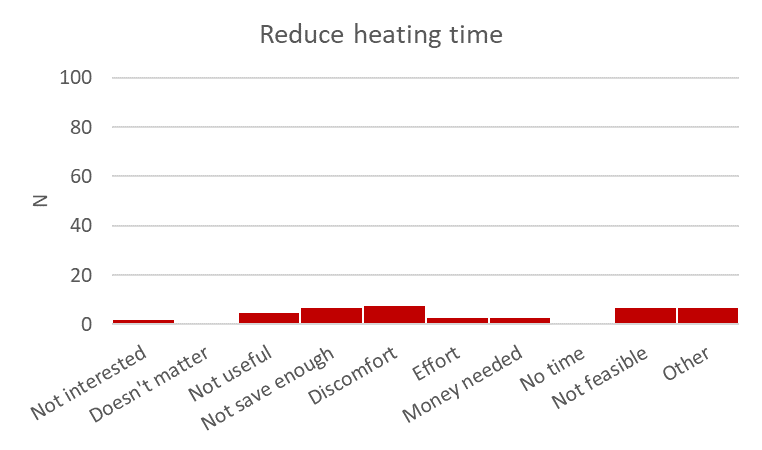 Reduce heating time
100
80
60
40
20
0
N
Not interested
Doesn't matter
Not useful
Not save enough
Discomfort
Effort
Money needed
No time
Not feasible
Other